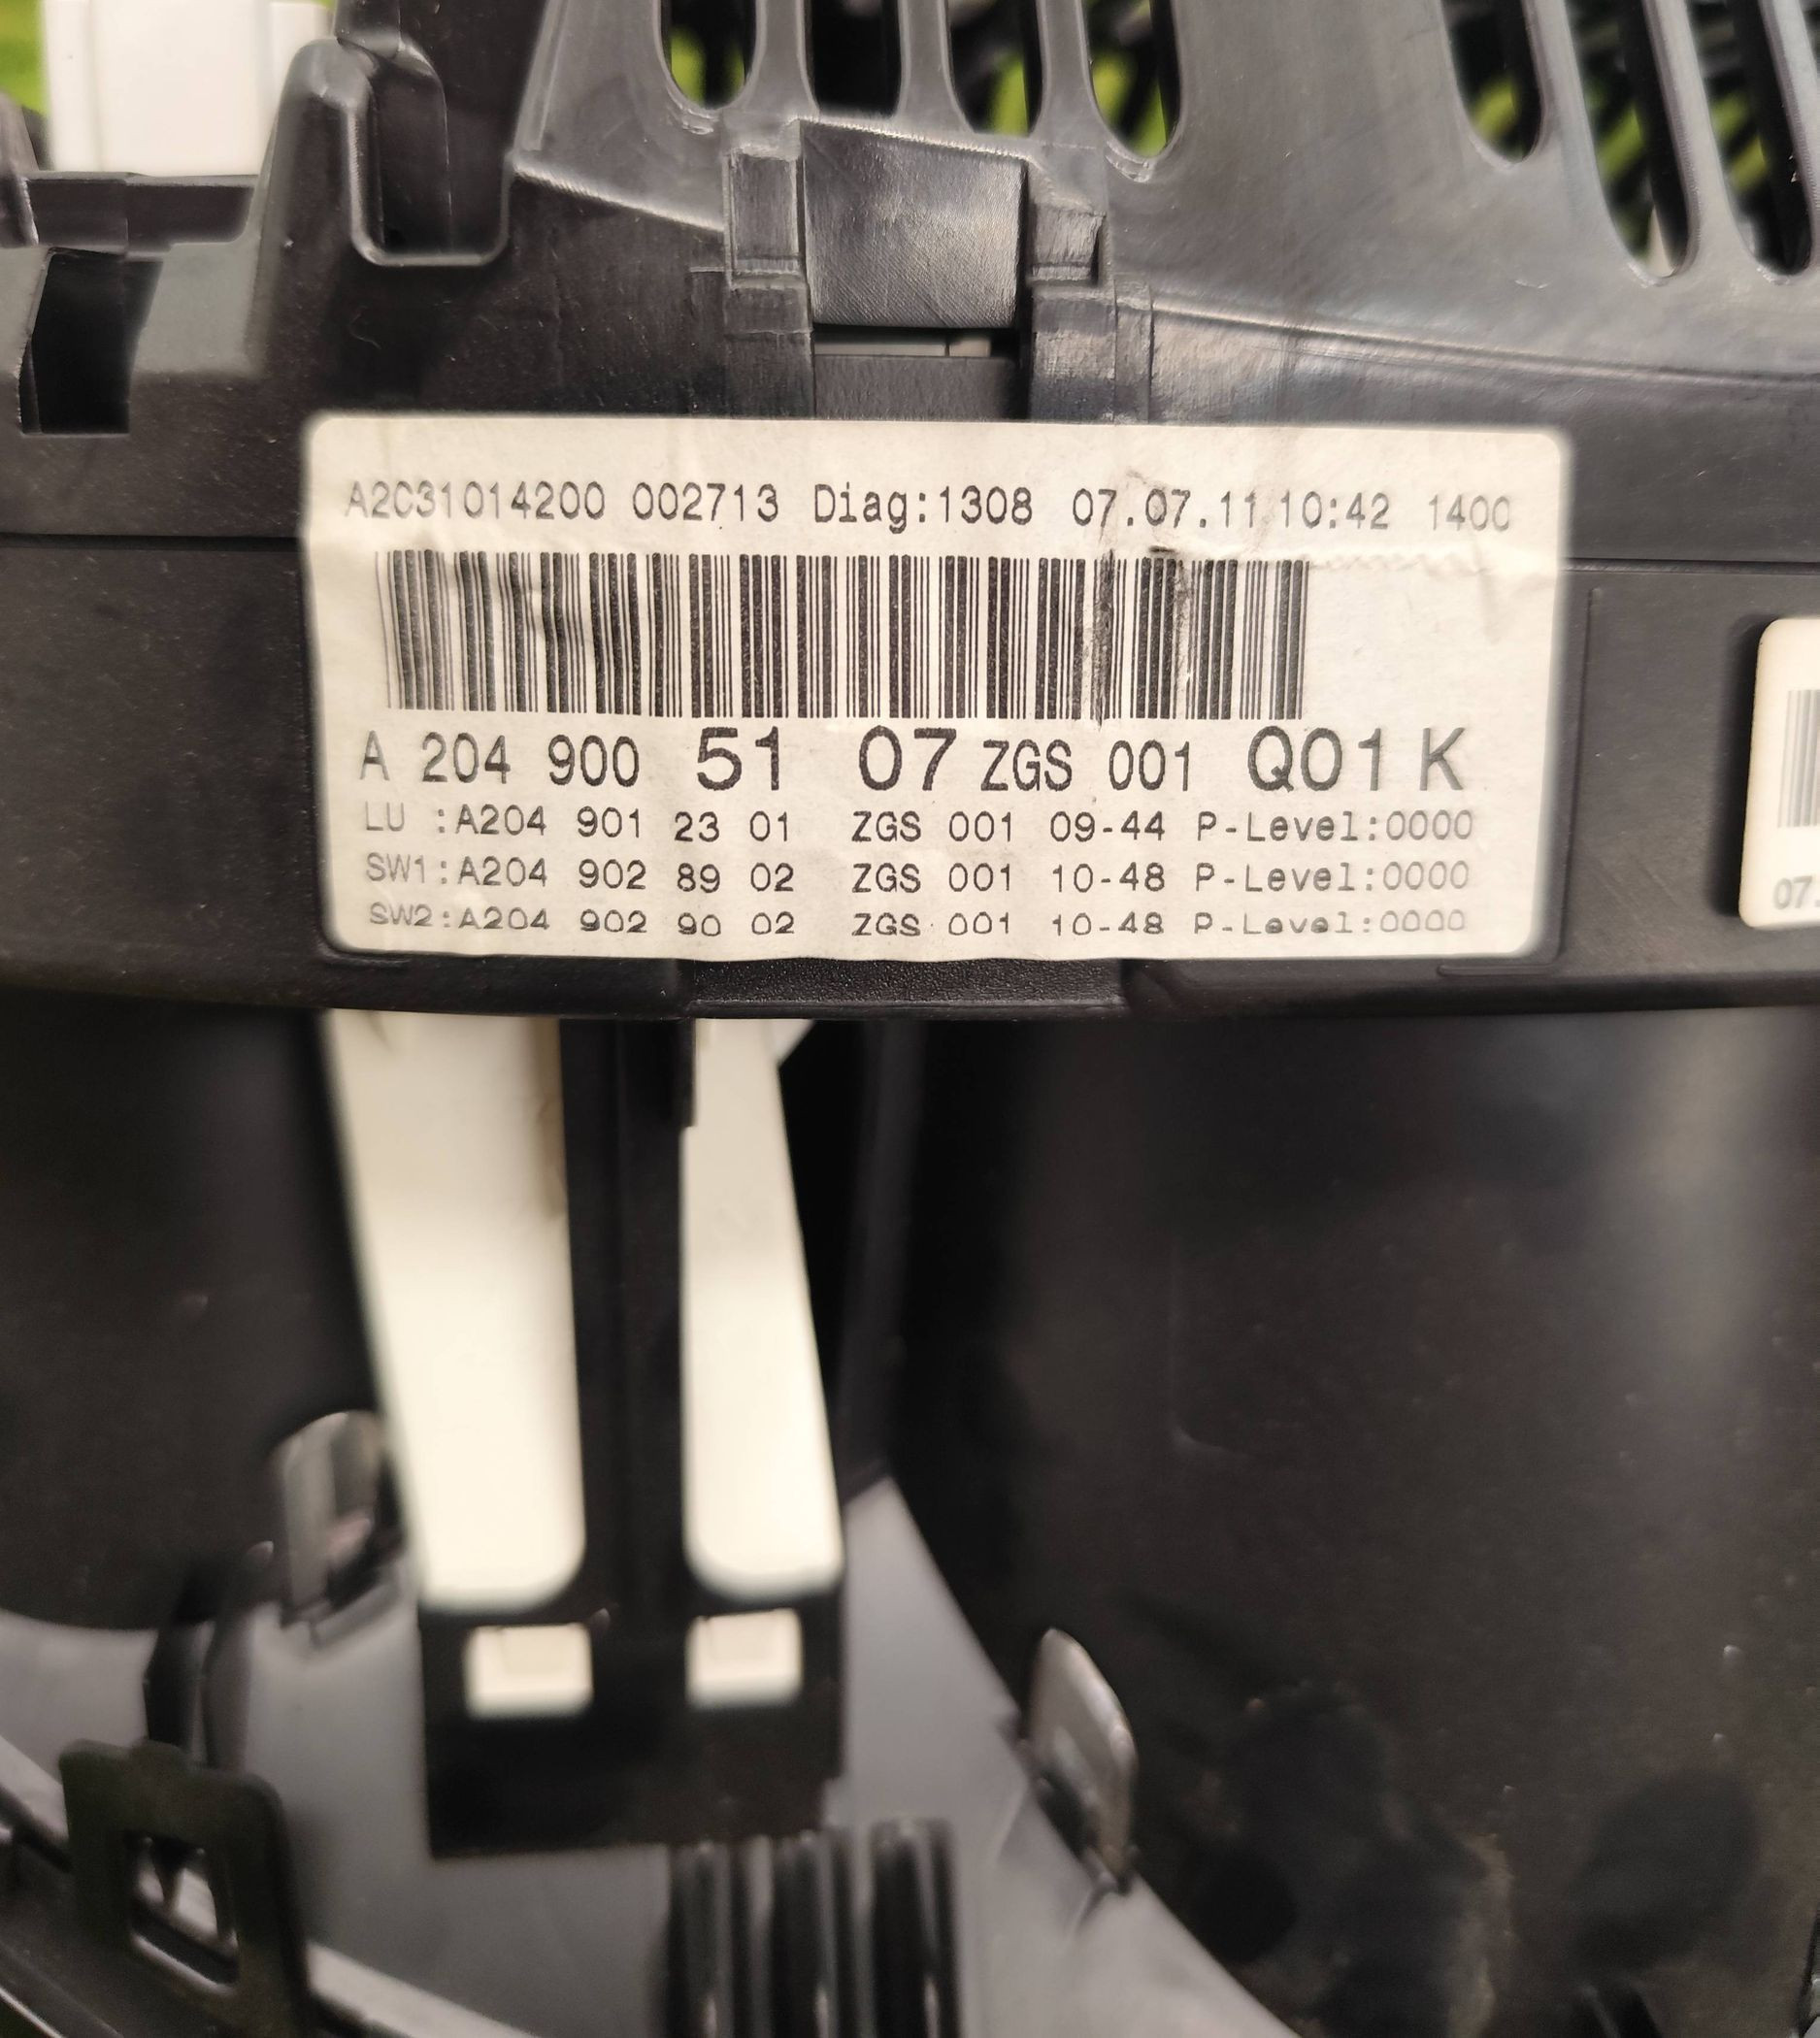 A2C31014200 002713 Diag:1308 07.07.11 10:42 1400
A 204 900 51 07 ZGS 001 Q01 K
LU :A204 901 23 01 ZGS 001 09-44 P-Level:0000
SW1:A204 902 89 02 ZGS 001 10-48 P-Level:0000
SW2:A204 902 90 02 ZGS 001 10-48 P-Level:0000
07.